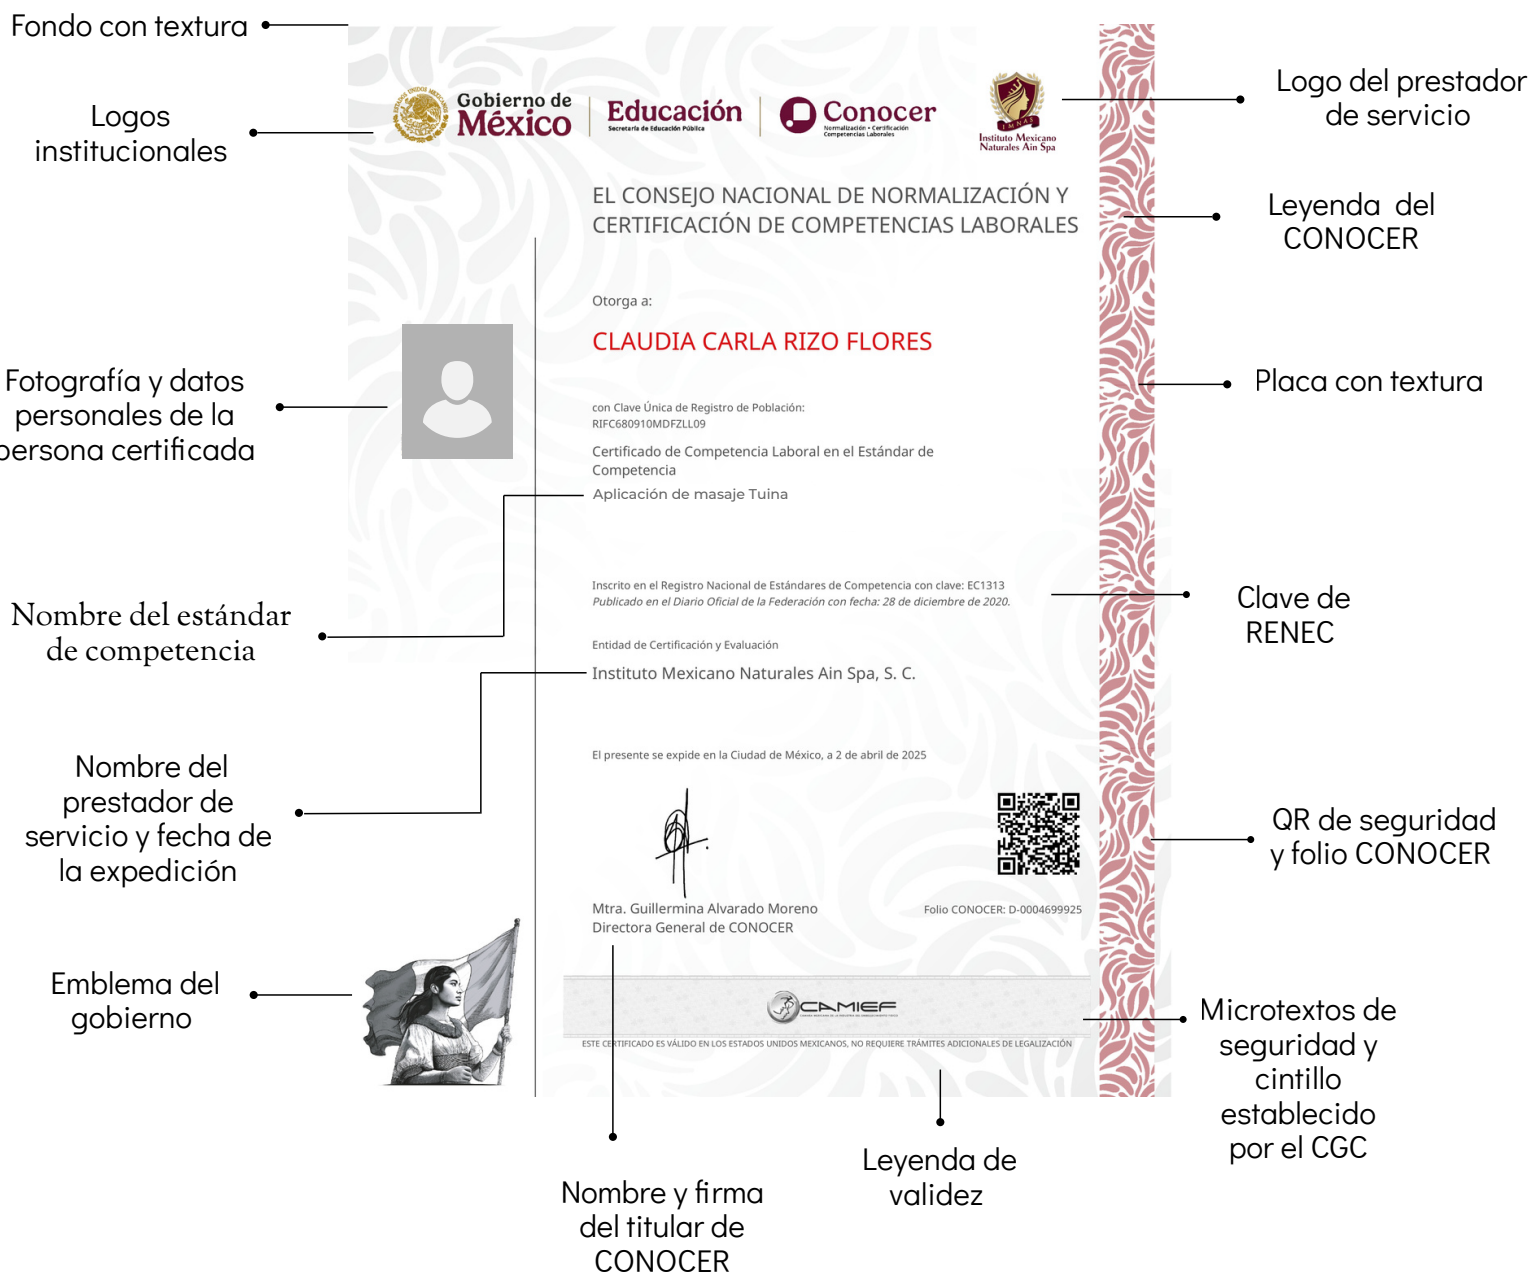 Fondo con textura
Logos
institucionales
Fotografía y datos
personales de la
persona certificada
Nombre del estándar
de competencia
Nombre del
prestador de
servicio y fecha de
la expedición
Emblema del
gobierno
Gobierno de
México
Educación
Secretaría de Educación Pública
Conocer
Normalización • Certificación
Competencias Laborales
IMNAS
Instituto Mexicano
Naturales Ain Spa
EL CONSEJO NACIONAL DE NORMALIZACIÓN Y
CERTIFICACIÓN DE COMPETENCIAS LABORALES
Otorga a:
CLAUDIA CARLA RIZO FLORES
con Clave Única de Registro de Población:
RIFC680910MDFZLL09
Certificado de Competencia Laboral en el Estándar de
Competencia
Aplicación de masaje Tuina
Inscrito en el Registro Nacional de Estándares de Competencia con clave: EC1313
Publicado en el Diario Oficial de la Federación con fecha: 28 de diciembre de 2020.
Entidad de Certificación y Evaluación
Instituto Mexicano Naturales Ain Spa, S. C.
El presente se expide en la Ciudad de México, a 2 de abril de 2025
Mtra. Guillermina Alvarado Moreno
Directora General de CONOCER
Folio CONOCER: D-0004699925
CAMIEF
ESTE CERTIFICADO ES VÁLIDO EN LOS ESTADOS UNIDOS MEXICANOS, NO REQUIERE TRÁMITES ADICIONALES DE LEGALIZACIÓN
Logo del prestador
de servicio
Leyenda del
CONOCER
Placa con textura
Clave de
RENEC
QR de seguridad
y folio CONOCER
Microtextos de
seguridad y
cintillo
establecido
por el CGC
Leyenda de
validez
Nombre y firma
del titular de
CONOCER